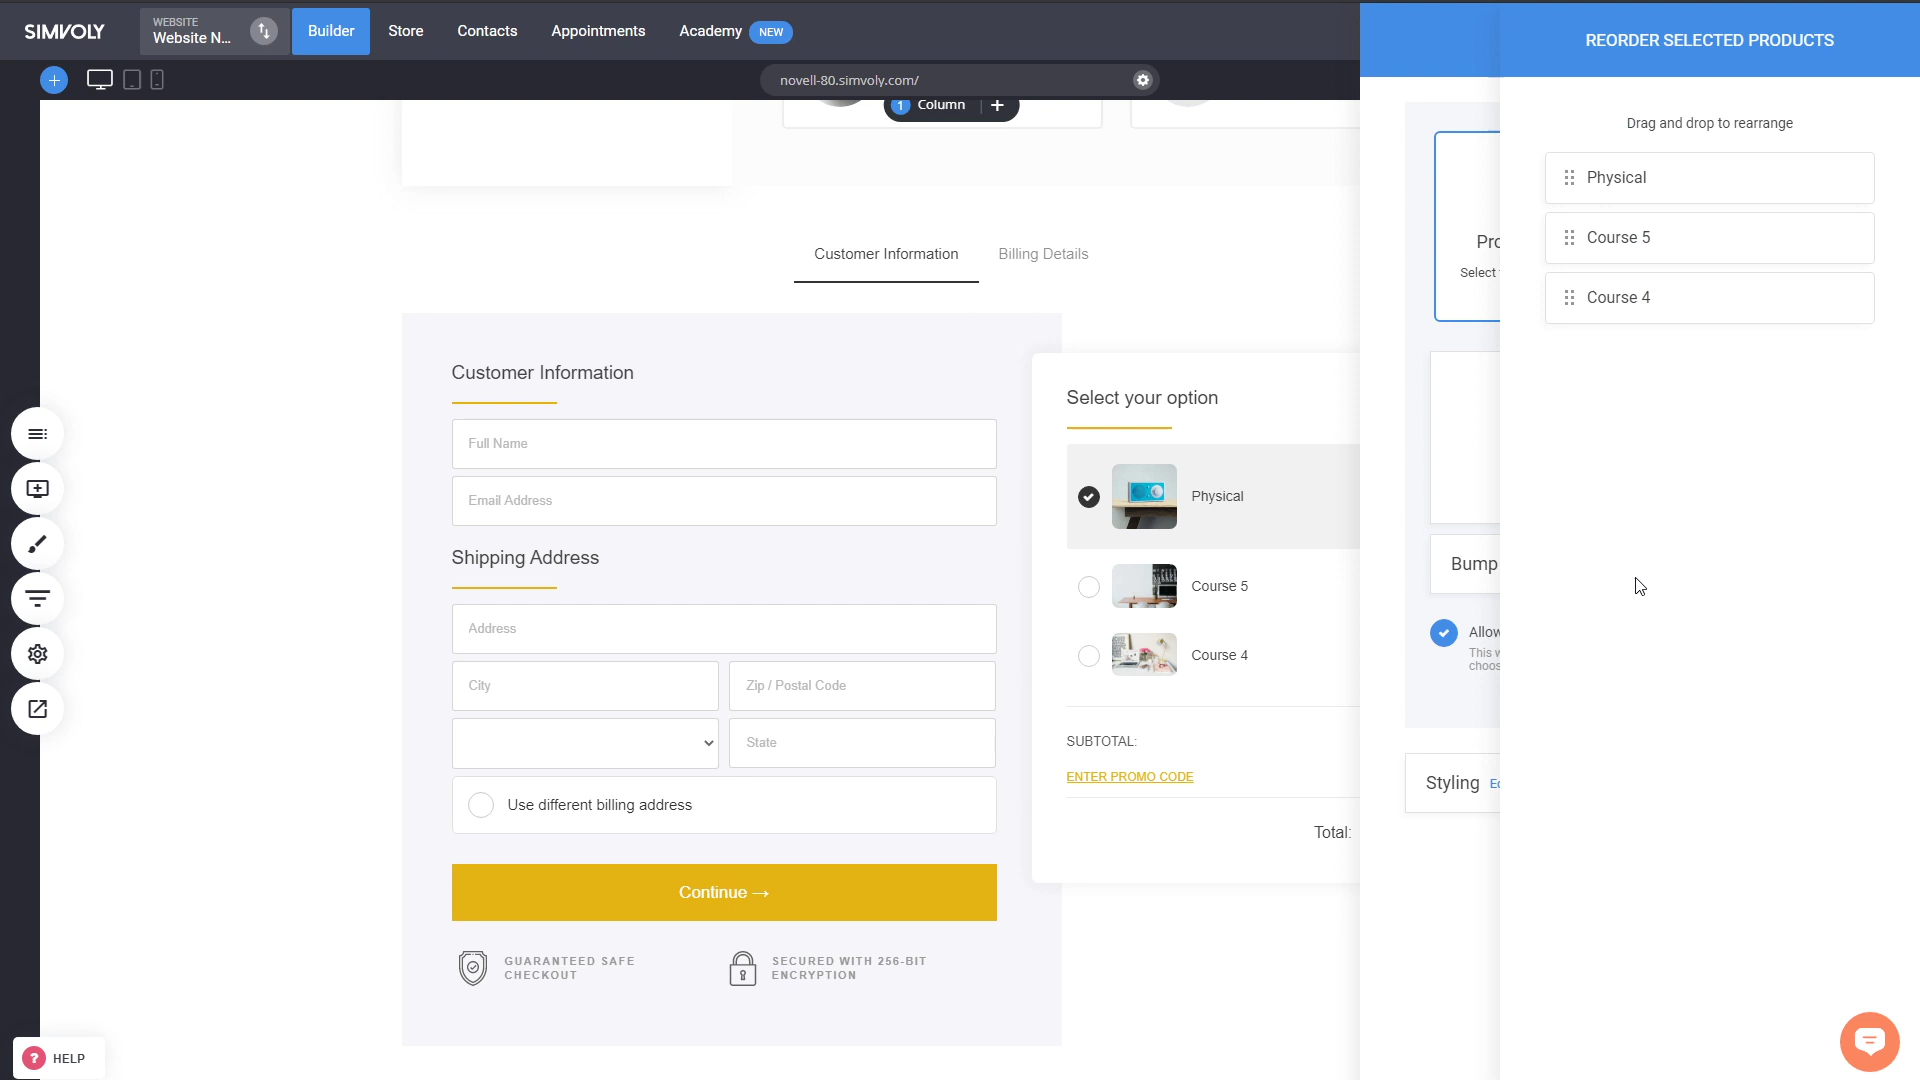 SIMVOLY
WEBSITE
Website N...
Builder
Store
Contacts
Appointments
Academy NEW
novell-80.simvoly.com/
1 Column +
Customer Information
Billing Details
Customer Information
Full Name
Email Address
Shipping Address
Address
City
Zip / Postal Code
State
Use different billing address
Continue →
GUARANTEED SAFE
CHECKOUT
SECURED WITH 256-BIT
ENCRYPTION
Select your option
Physical
Course 5
Course 4
SUBTOTAL:
ENTER PROMO CODE
Total:
Pro
Select
Bump
Allow
This w
choos
Styling
REORDER SELECTED PRODUCTS
Drag and drop to rearrange
Physical
Course 5
Course 4
? HELP